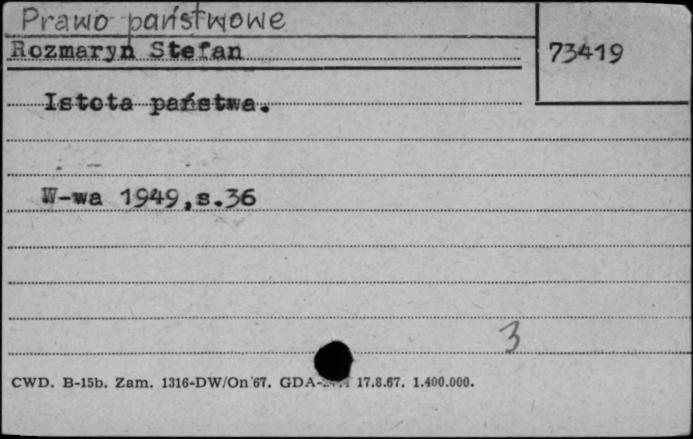 Prawo państwowe
Rozmaryn Stefan
73419
Istota państwa.
W-wa 1949,s.36
3
CWD. B-15b. Zam. 1316-DW/On 67. GDA- 17.8.67. 1.400.000.